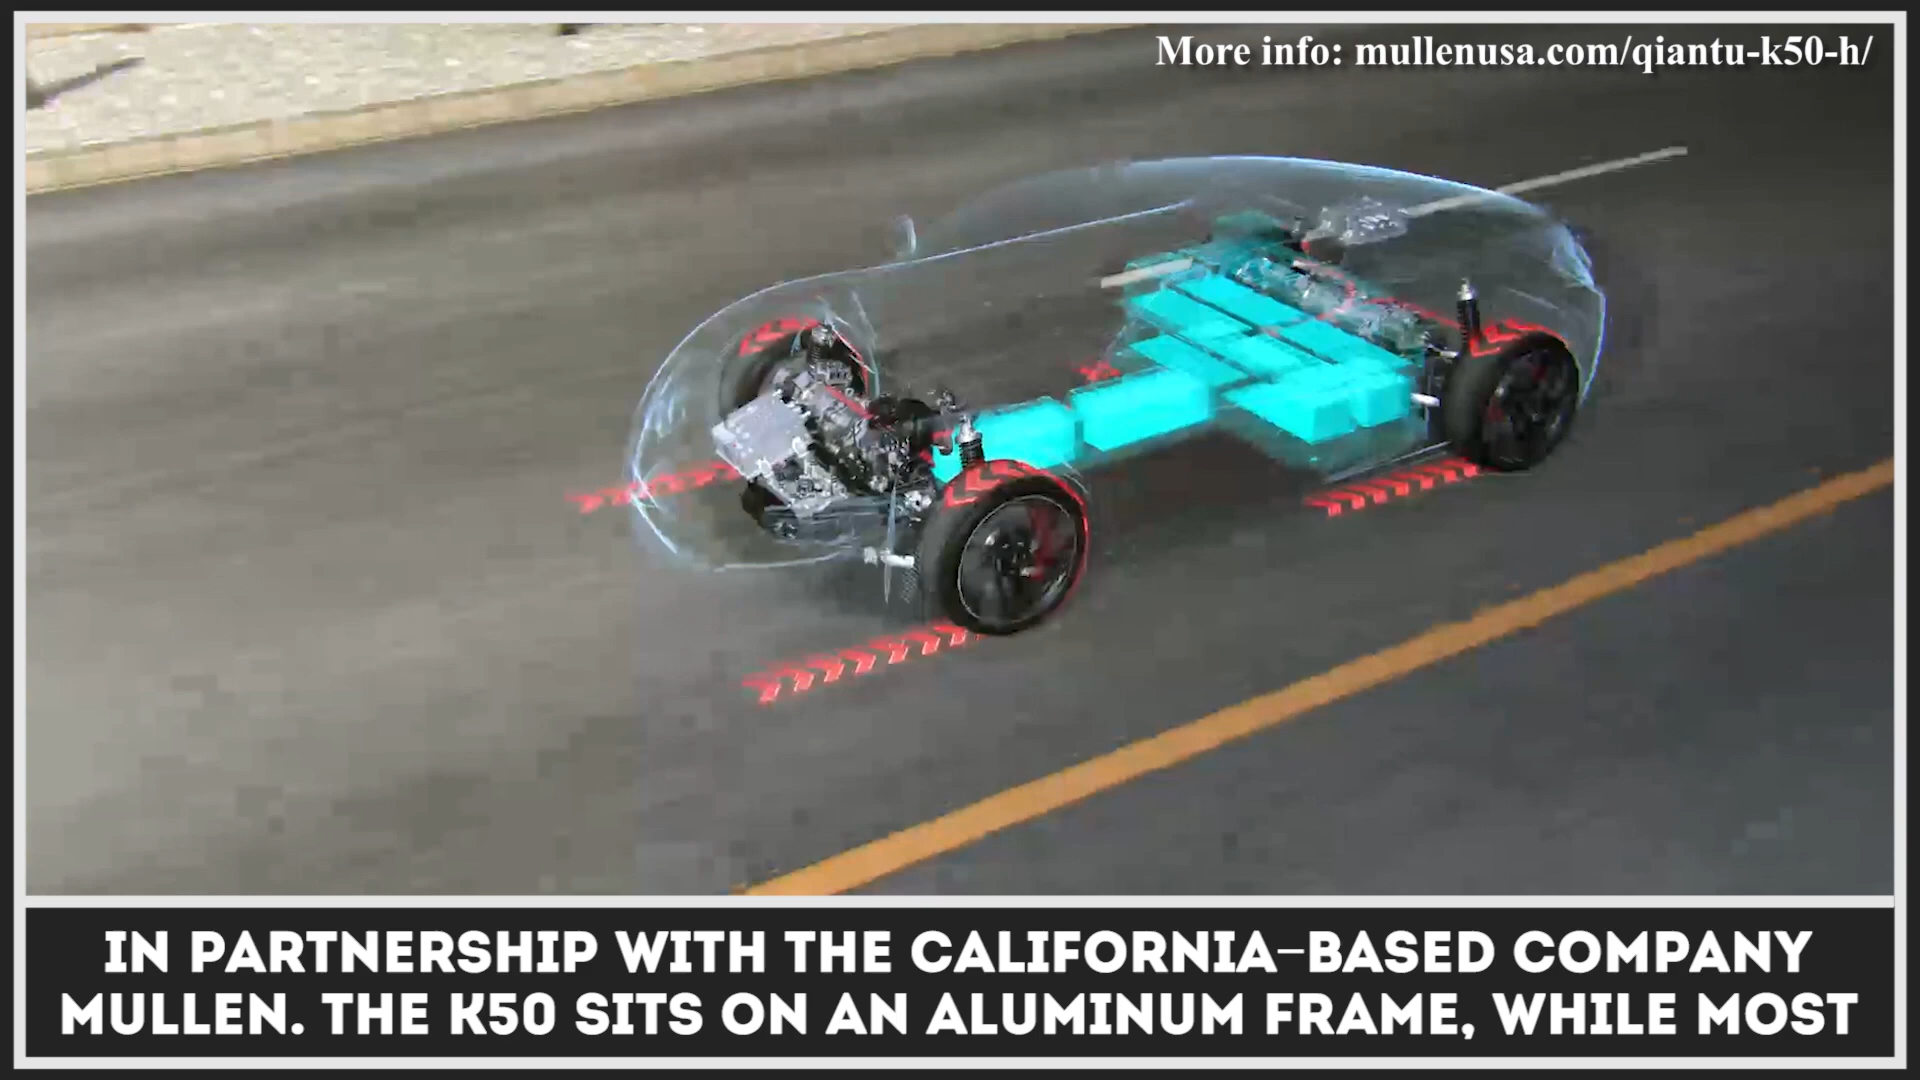 More info: mullenusa.com/qiantu-k50-h/
IN PARTNERSHIP WITH THE CALIFORNIA-BASED COMPANY
MULLEN. THE K50 SITS ON AN ALUMINUM FRAME, WHILE MOST